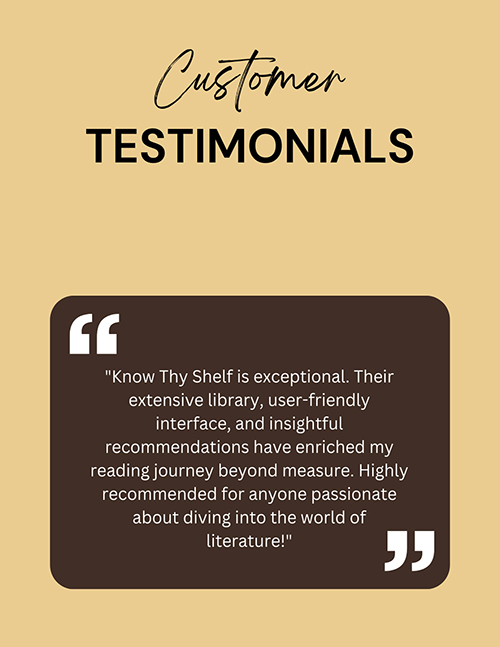 Customer
TESTIMONIALS
"Know Thy Shelf is exceptional. Their
extensive library, user-friendly
interface, and insightful
recommendations have enriched my
reading journey beyond measure. Highly
recommended for anyone passionate
about diving into the world of
literature!"